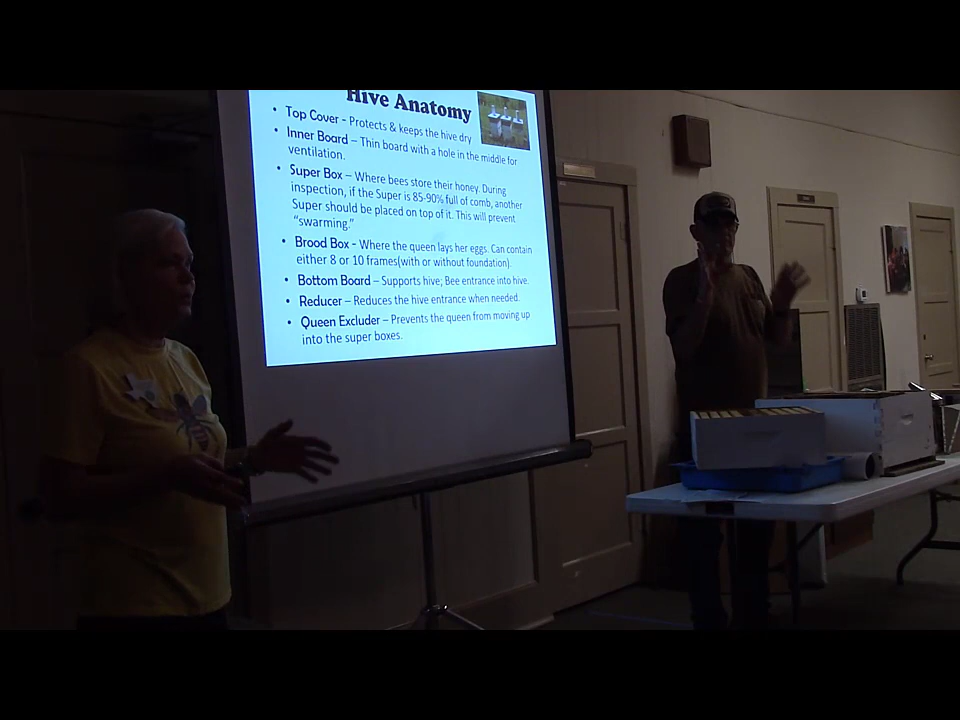 Hive Anatomy
• Top Cover - Protects & keeps the hive dry
• Inner Board – Thin board with a hole in the middle for
ventilation.
• Super Box – Where bees store their honey. During
inspection, if the Super is 85-90% full of comb, another
Super should be placed on top of it. This will prevent
"swarming."
• Brood Box - Where the queen lays her eggs. Can contain
either 8 or 10 frames(with or without foundation).
• Bottom Board – Supports hive; Bee entrance into hive.
• Reducer – Reduces the hive entrance when needed.
• Queen Excluder – Prevents the queen from moving up
into the super boxes.